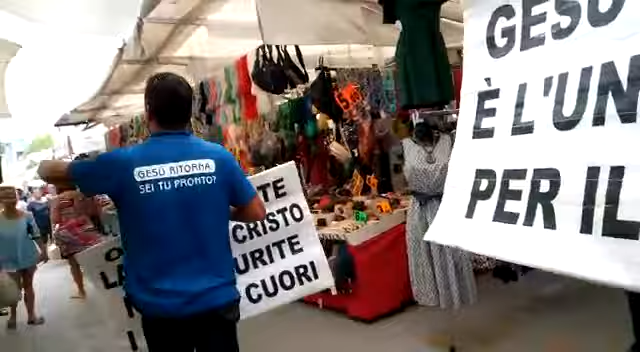 GESÙ RITORNA
SEI TU PRONTO?
TE
CRISTO
URITE
CUORI
GESÙ
È L'UN
PER IL